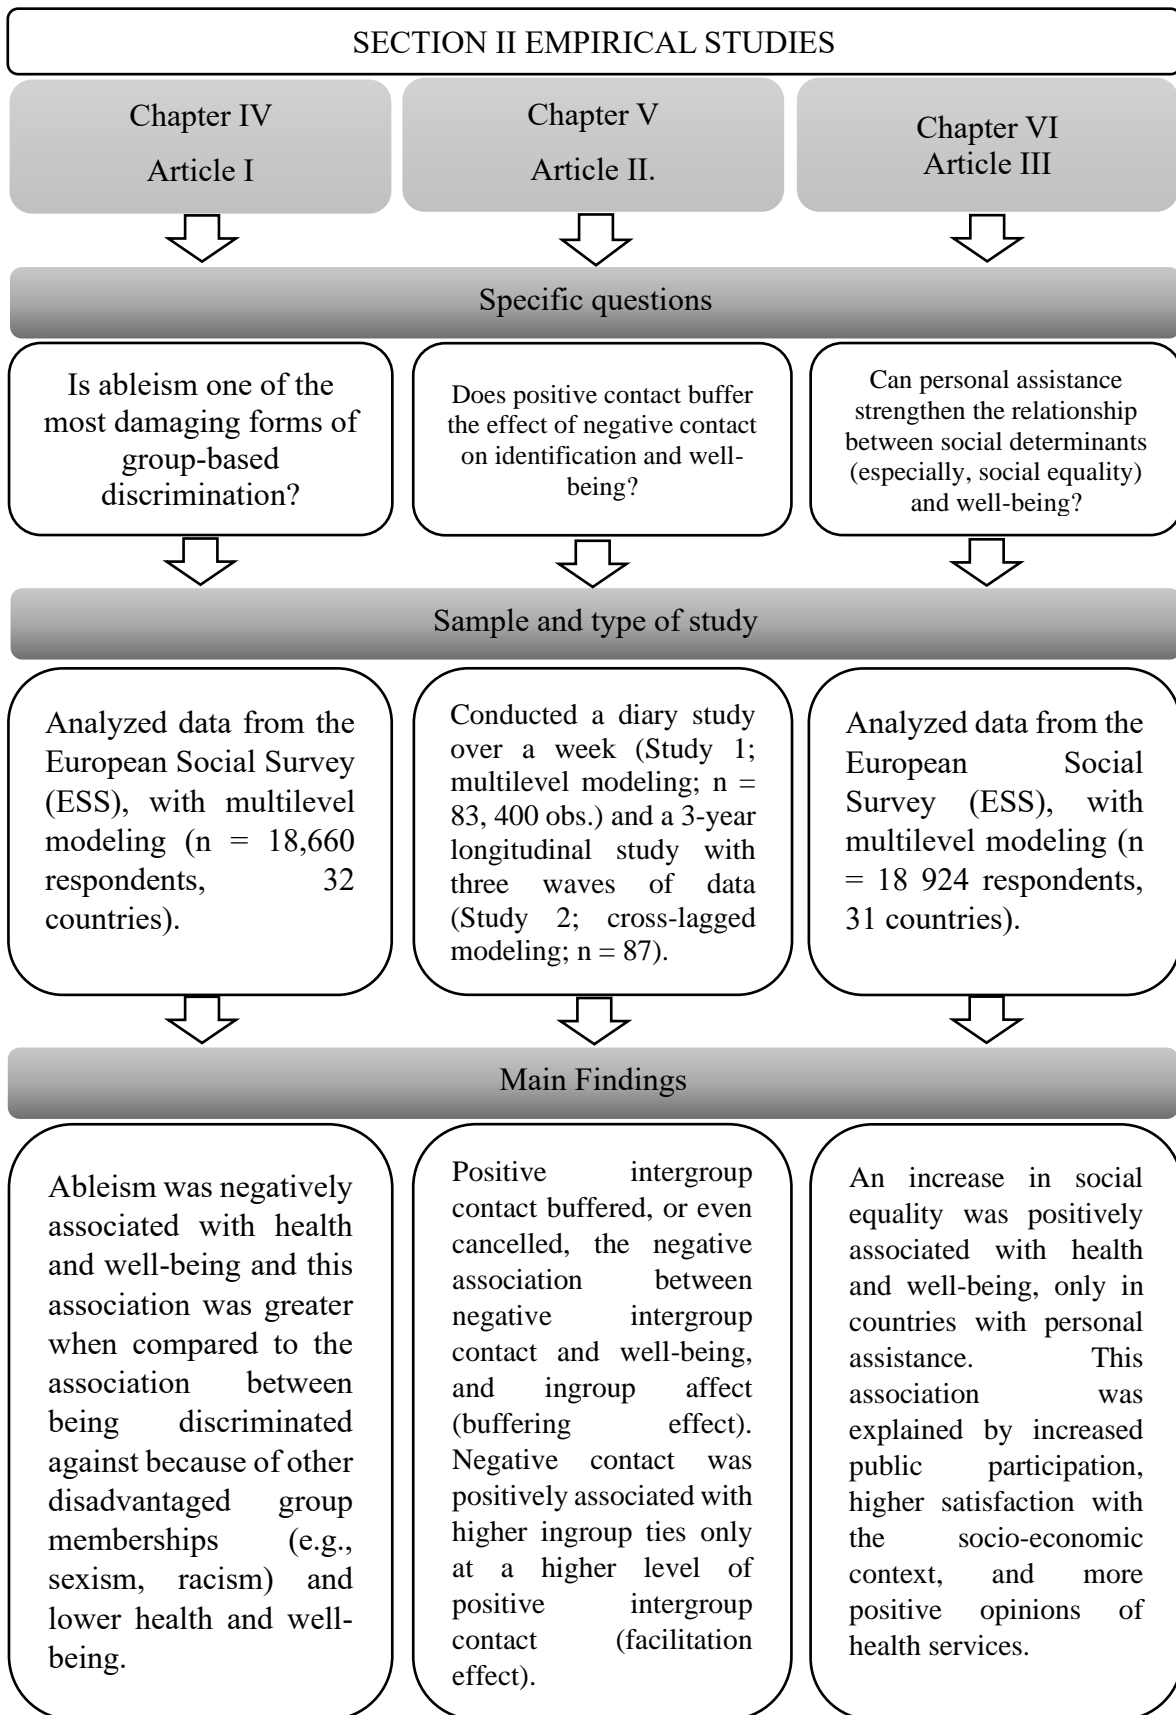 SECTION II EMPIRICAL STUDIES
Chapter IV
Article I
Chapter V
Article II.
Chapter VI
Article III
Specific questions
Is ableism one of the
most damaging forms of
group-based
discrimination?
Does positive contact buffer
the effect of negative contact
on identification and well-
being?
Can personal assistance
strengthen the relationship
between social determinants
(especially, social equality)
and well-being?
Sample and type of study
Analyzed data from the
European Social Survey
(ESS), with multilevel
modeling (n = 18,660
respondents, 32
countries).
Conducted a diary study
over a week (Study 1;
multilevel modeling; n =
83, 400 obs.) and a 3-year
longitudinal study with
three waves of data
(Study 2; cross-lagged
modeling; n = 87).
Analyzed data from the
European Social
Survey (ESS), with
multilevel modeling (n
= 18 924 respondents,
31 countries).
Main Findings
Ableism was negatively
associated with health
and well-being and this
association was greater
when compared to the
association between
being discriminated
against because of other
disadvantaged group
memberships (e.g.,
sexism, racism) and
lower health and well-
being.
Positive intergroup
contact buffered, or even
cancelled, the negative
association between
negative intergroup
contact and well-being,
and ingroup affect
(buffering effect).
Negative contact was
positively associated with
higher ingroup ties only
at a higher level of
positive intergroup
contact (facilitation
effect).
An increase in social
equality was positively
associated with health
and well-being, only in
countries with personal
assistance. This
association was
explained by increased
public participation,
higher satisfaction with
the socio-economic
context, and more
positive opinions of
health services.